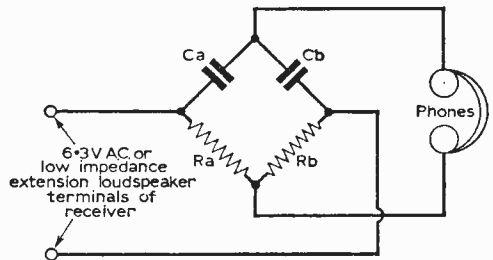 Ca
Cb
Phones
6·3V AC. or
low impedance
extension loudspeaker
terminals of
receiver
Ra
Rb